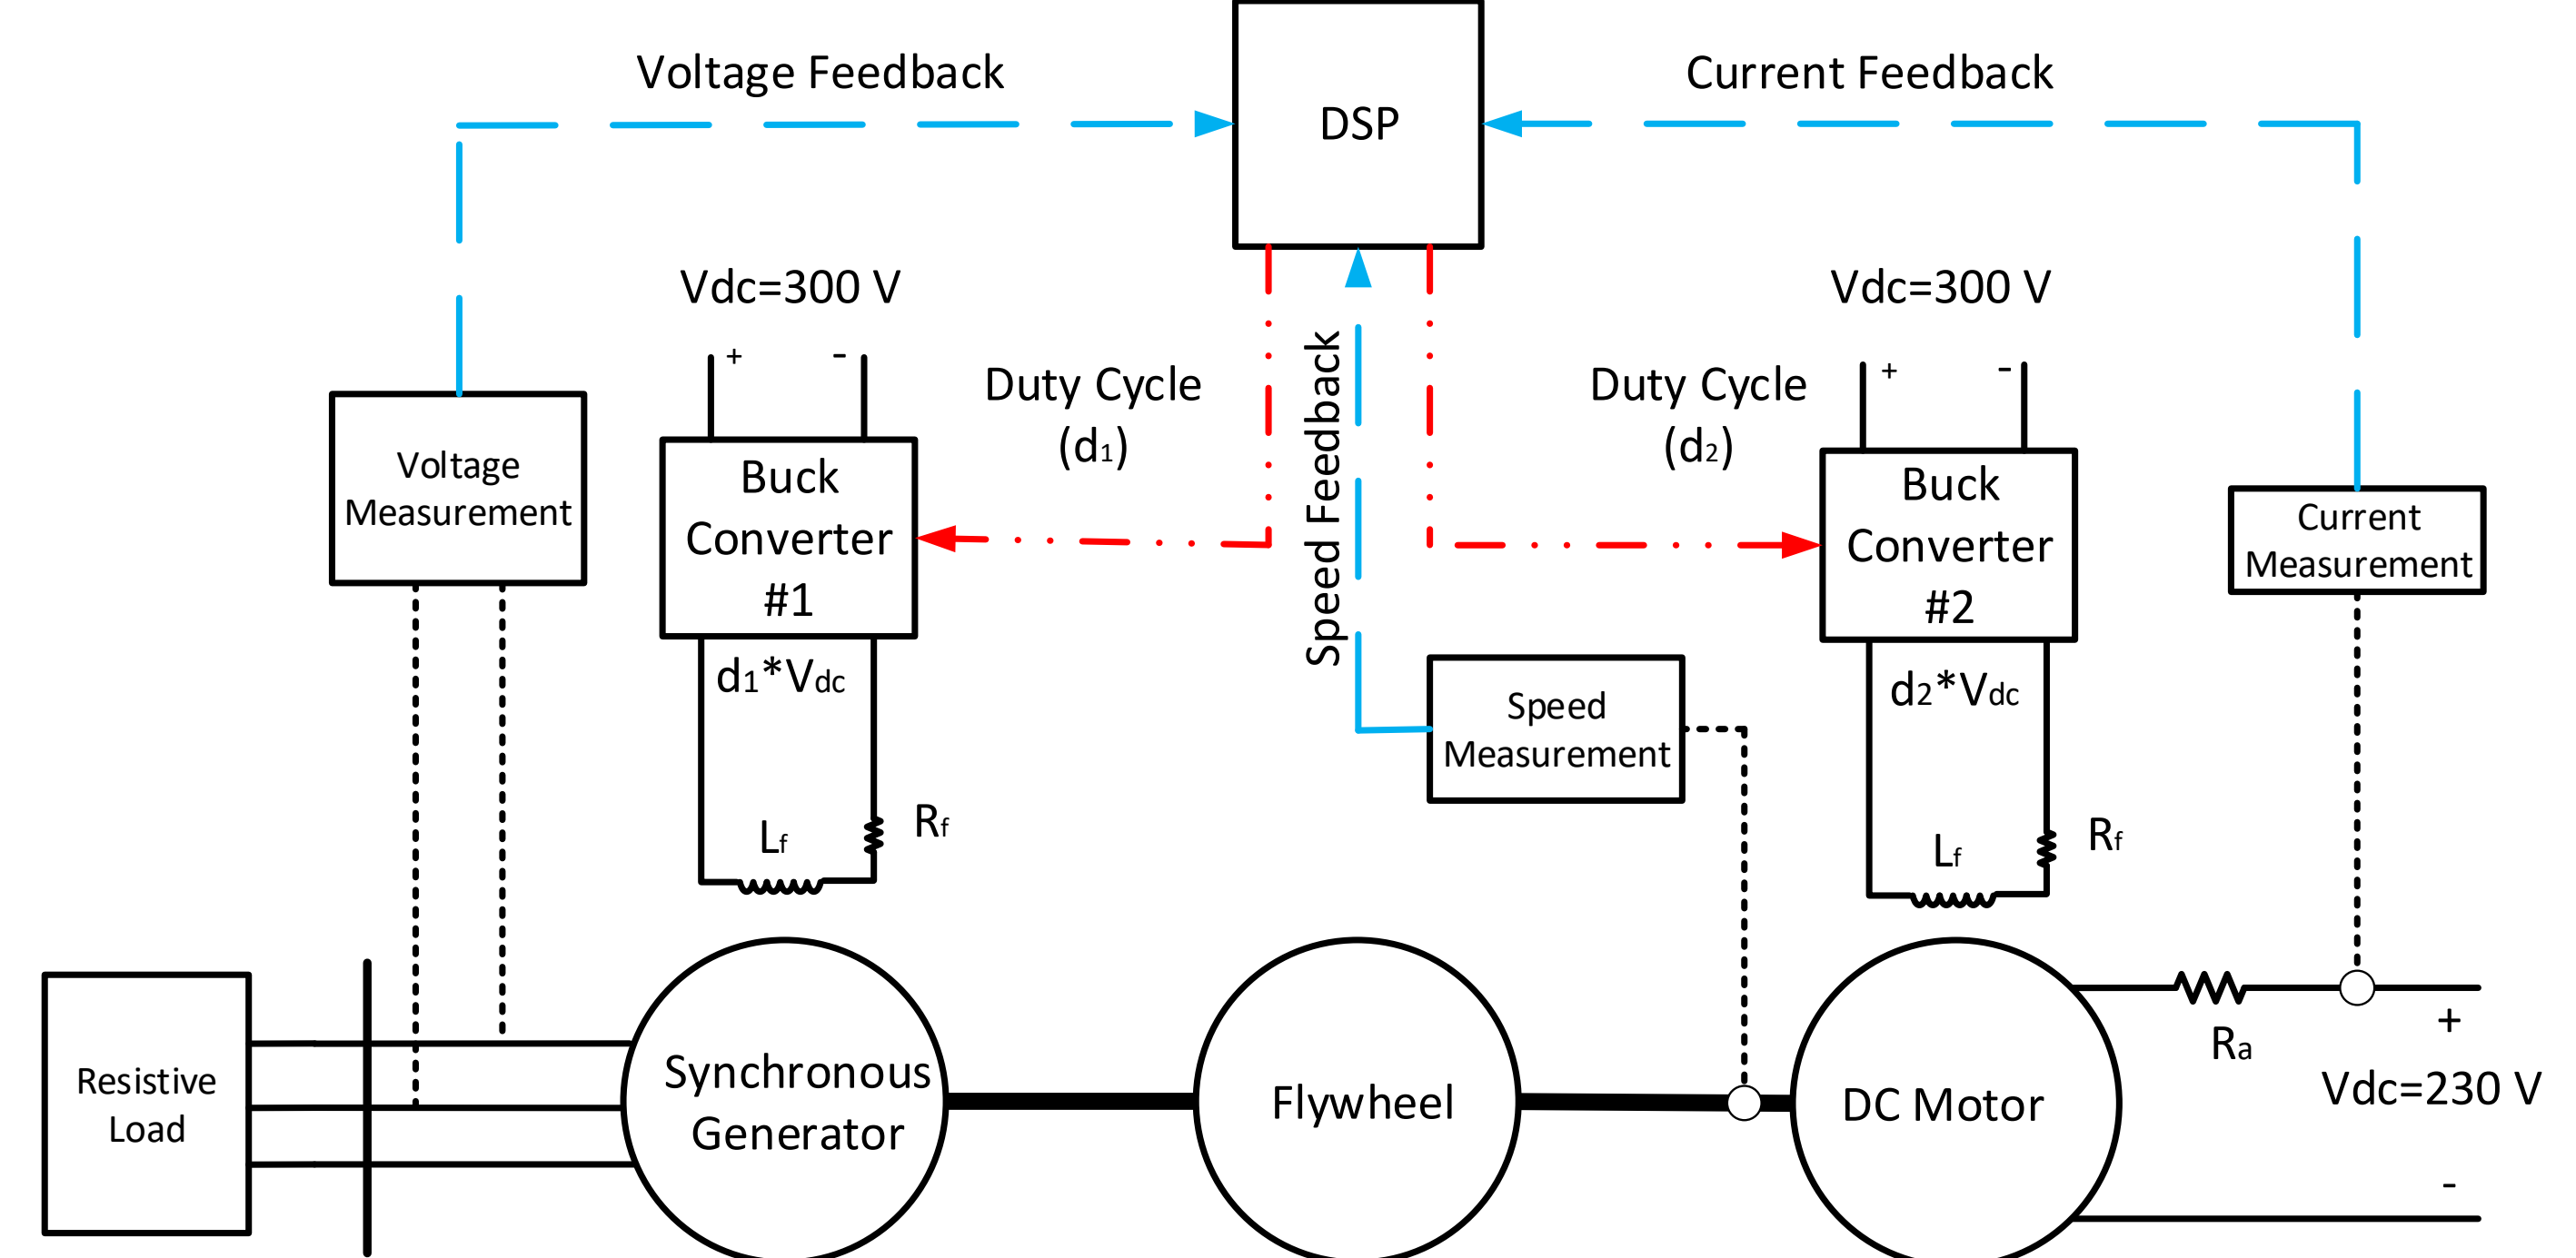 Voltage Feedback
DSP
Current Feedback
Vdc=300 V
+ -
Vdc=300 V
+ -
Duty Cycle
(d1)
Speed Feedback
Duty Cycle
(d2)
Voltage
Measurement
Buck
Converter
#1
Buck
Converter
#2
Current
Measurement
d1*Vdc
d2*Vdc
Speed
Measurement
Lf
Rf
Lf
Rf
Resistive
Load
Synchronous
Generator
Flywheel
DC Motor
Ra
+
Vdc=230 V
-